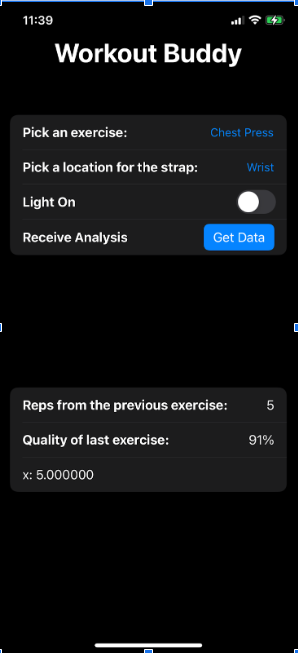 11:39
Workout Buddy
Pick an exercise: Chest Press
Pick a location for the strap: Wrist
Light On
Receive Analysis Get Data
Reps from the previous exercise: 5
Quality of last exercise: 91%
x: 5.000000